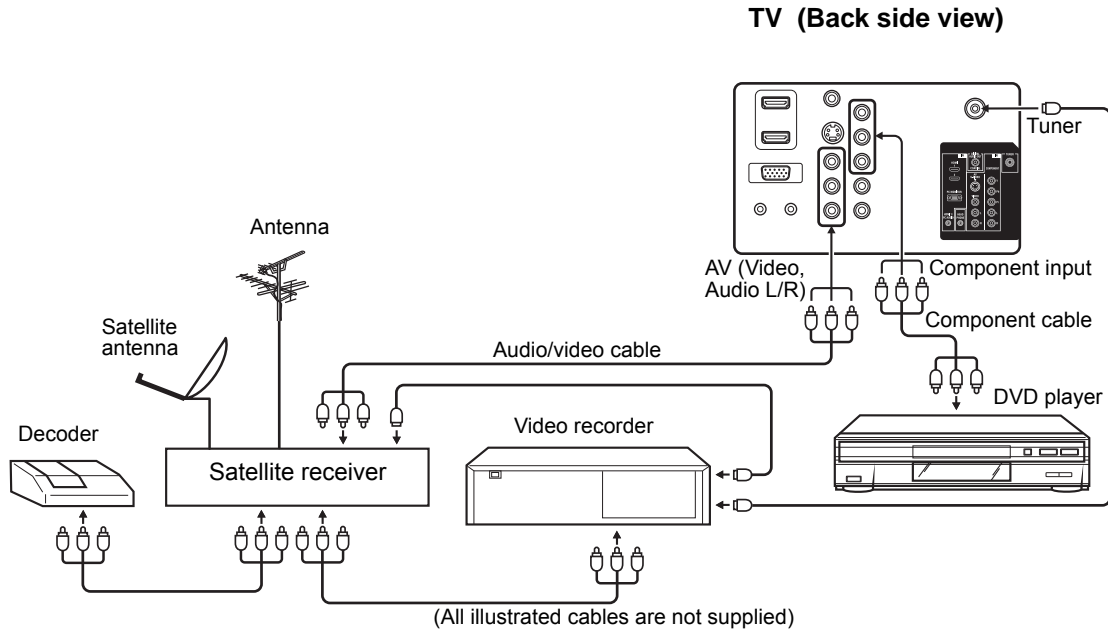 TV (Back side view)
Tuner
Antenna
AV (Video,
Audio L/R)
Component input
Satellite
antenna
Component cable
Audio/video cable
DVD player
Decoder
Video recorder
Satellite receiver
(All illustrated cables are not supplied)